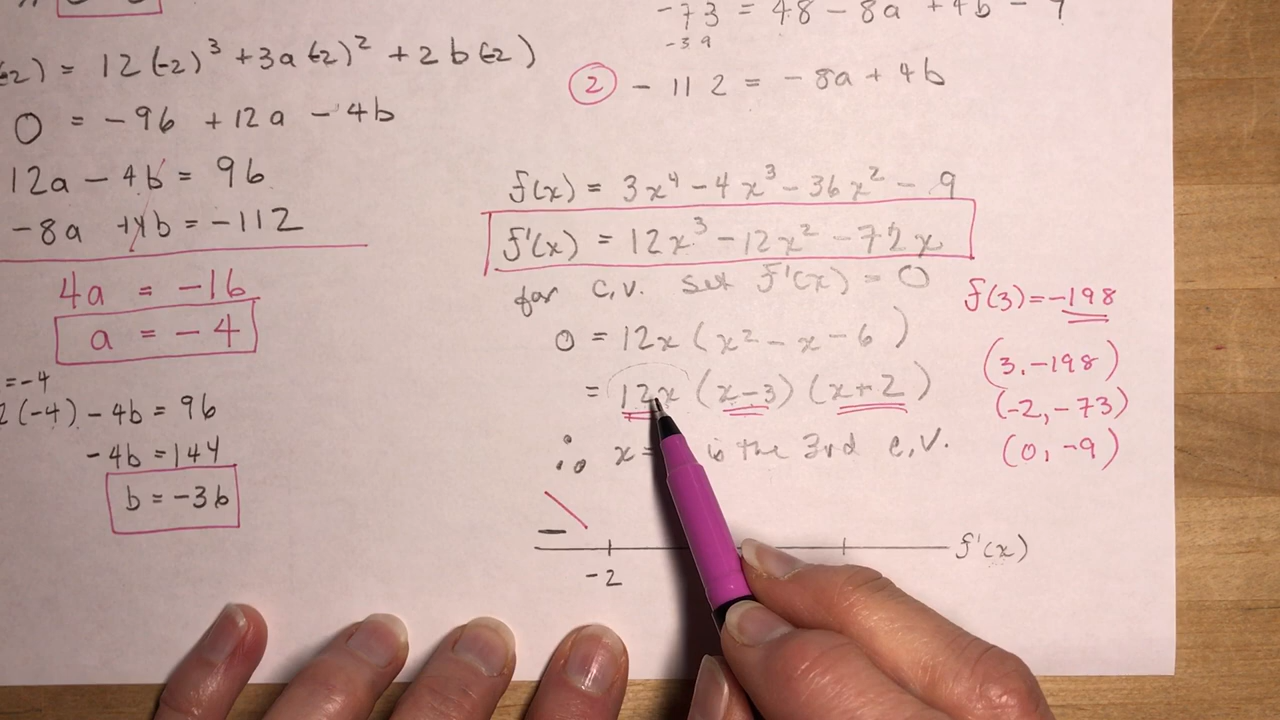 -2) = 12(-2)³ + 3a(-2)² + 2b(-2)
0 = -96 + 12a - 4b
12a - 4b = 96
-8a + 4b = -112
4a = -16
a = -4
=-4
2(-4) - 4b = 96
-4b = 144
b = -36
-73 = 48 - 8a + 4b - 9
-39
② -112 = -8a + 4b
f(x) = 3x⁴ - 4x³ - 36x² - 9
f'(x) = 12x³ - 12x² - 72x
for c.v. set f'(x) = 0
0 = 12x(x² - x - 6)
= 12x(x-3)(x+2)
∴ x = is the 3rd c.v.
-
-2 f'(x)
f(3) = -198
(3, -198)
(-2, -73)
(0, -9)